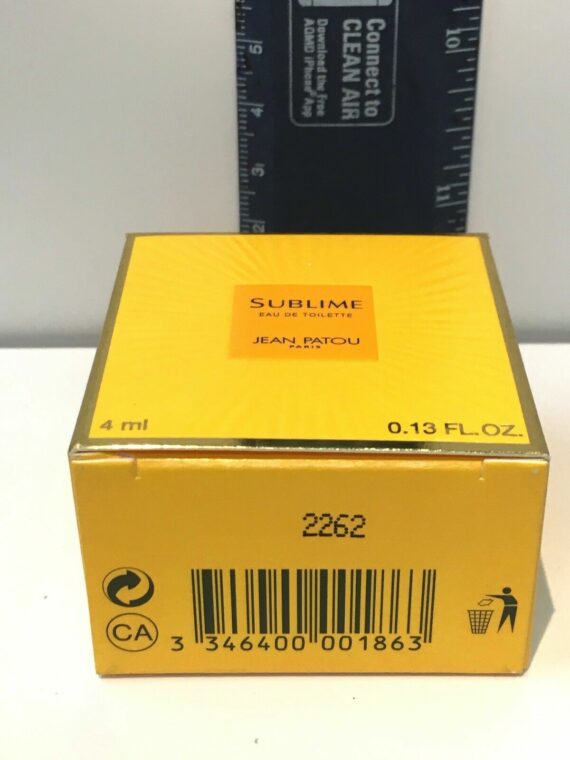 Connect to
CLEAN AIR
Download the Free
AQMD iPhone® App
5
4
3
2
10
11
SUBLIME
EAU DE TOILETTE
JEAN PATOU
PARIS
4 ml
0.13 FL.OZ.
2262
CA
3 346400 001863